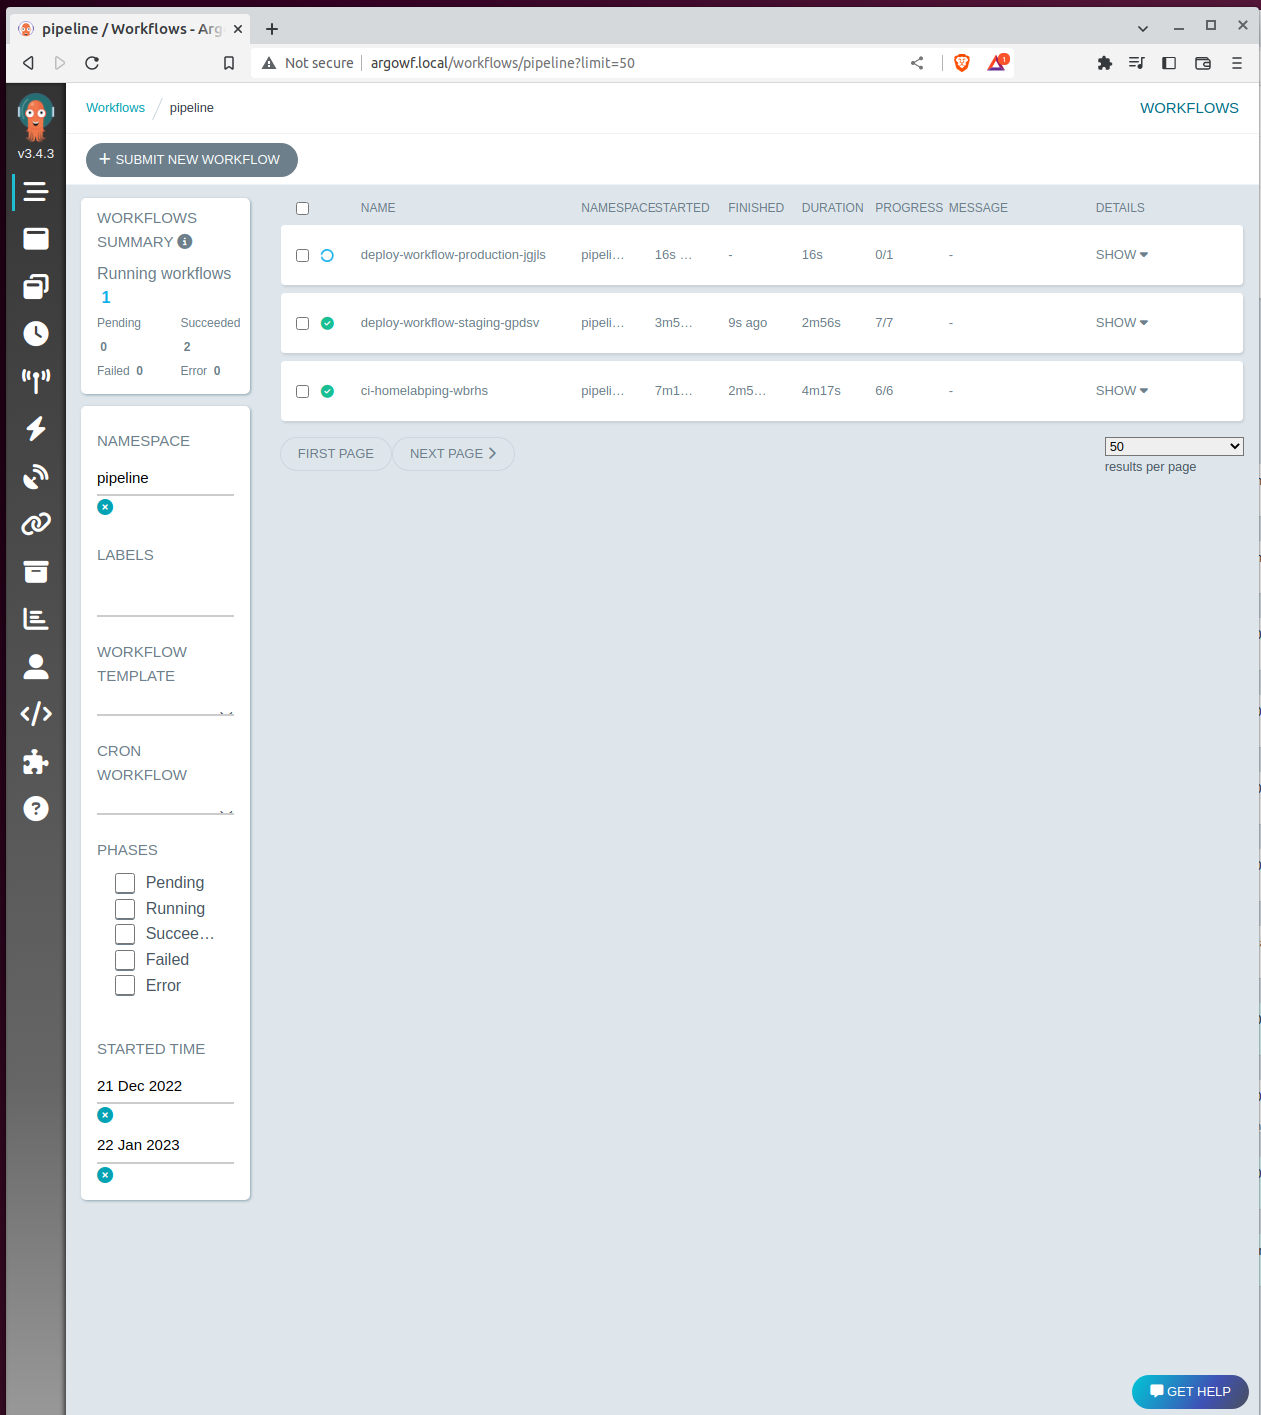 pipeline / Workflows - Arg
Not secure argowf.local/workflows/pipeline?limit=50
1
v3.4.3
Workflows / pipeline
WORKFLOWS
+ SUBMIT NEW WORKFLOW
WORKFLOWS
SUMMARY
Running workflows
1
Pending Succeeded
0 2
Failed 0 Error 0
NAMESPACE
pipeline
LABELS
WORKFLOW
TEMPLATE
CRON
WORKFLOW
PHASES
Pending
Running
Succee…
Failed
Error
STARTED TIME
21 Dec 2022
22 Jan 2023
NAME NAMESPACE STARTED FINISHED DURATION PROGRESS MESSAGE DETAILS
deploy-workflow-production-jgjls pipeli… 16s … - 16s 0/1 - SHOW
deploy-workflow-staging-gpdsv pipeli… 3m5… 9s ago 2m56s 7/7 - SHOW
ci-homelabping-wbrhs pipeli… 7m1… 2m5… 4m17s 6/6 - SHOW
FIRST PAGE NEXT PAGE
50
results per page
GET HELP